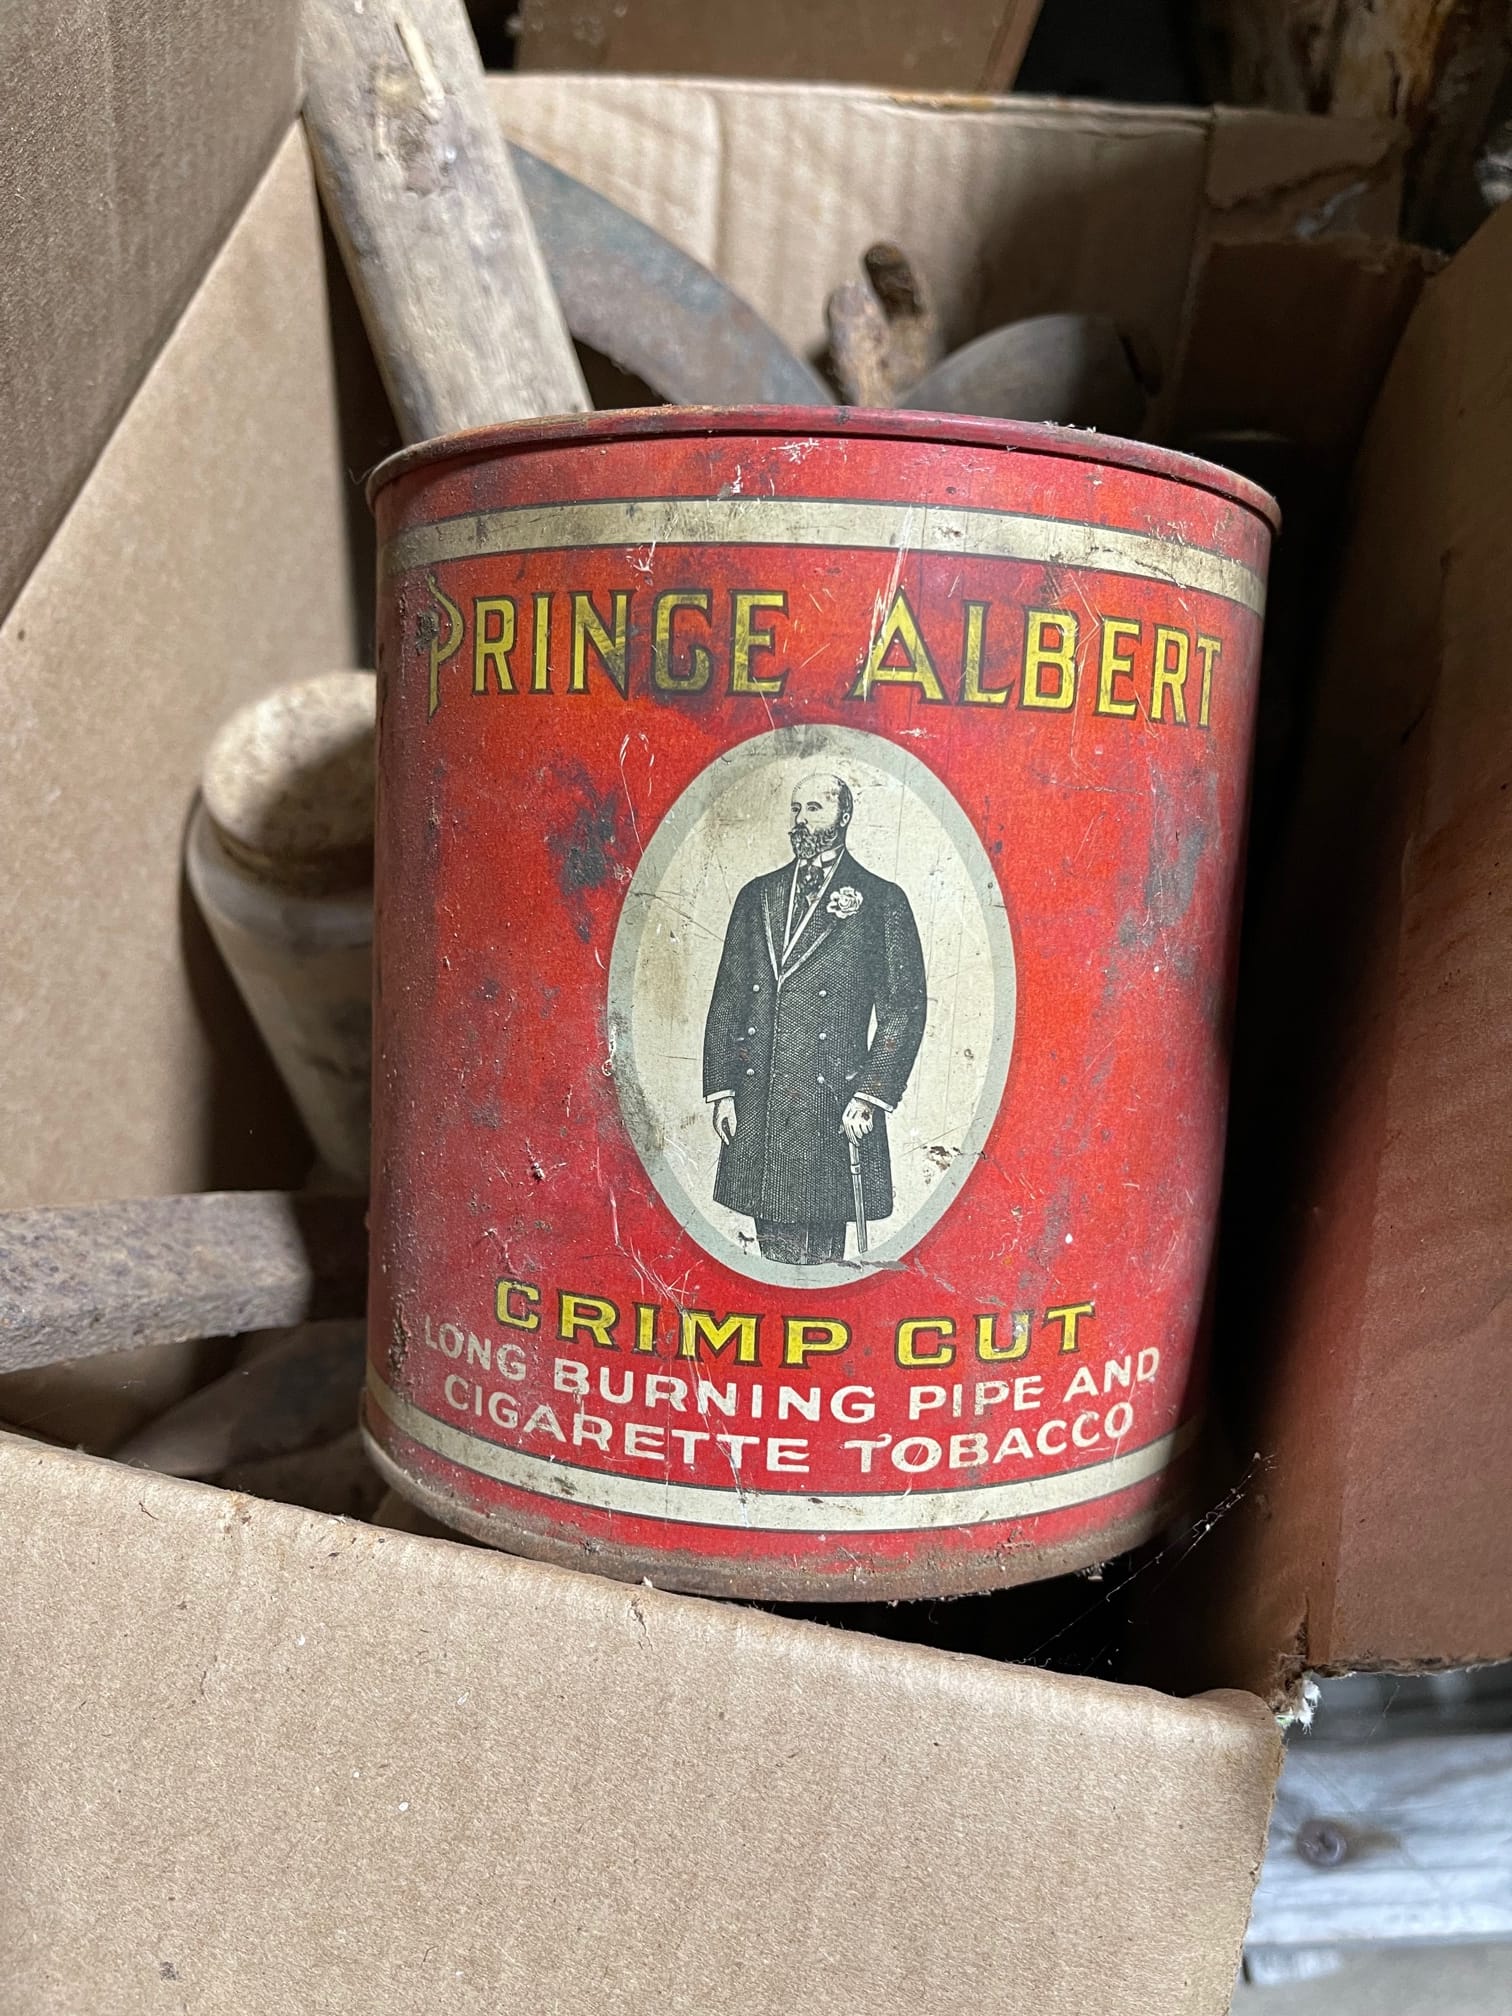 PRINCE ALBERT
CRIMP CUT
LONG BURNING PIPE AND
CIGARETTE TOBACCO